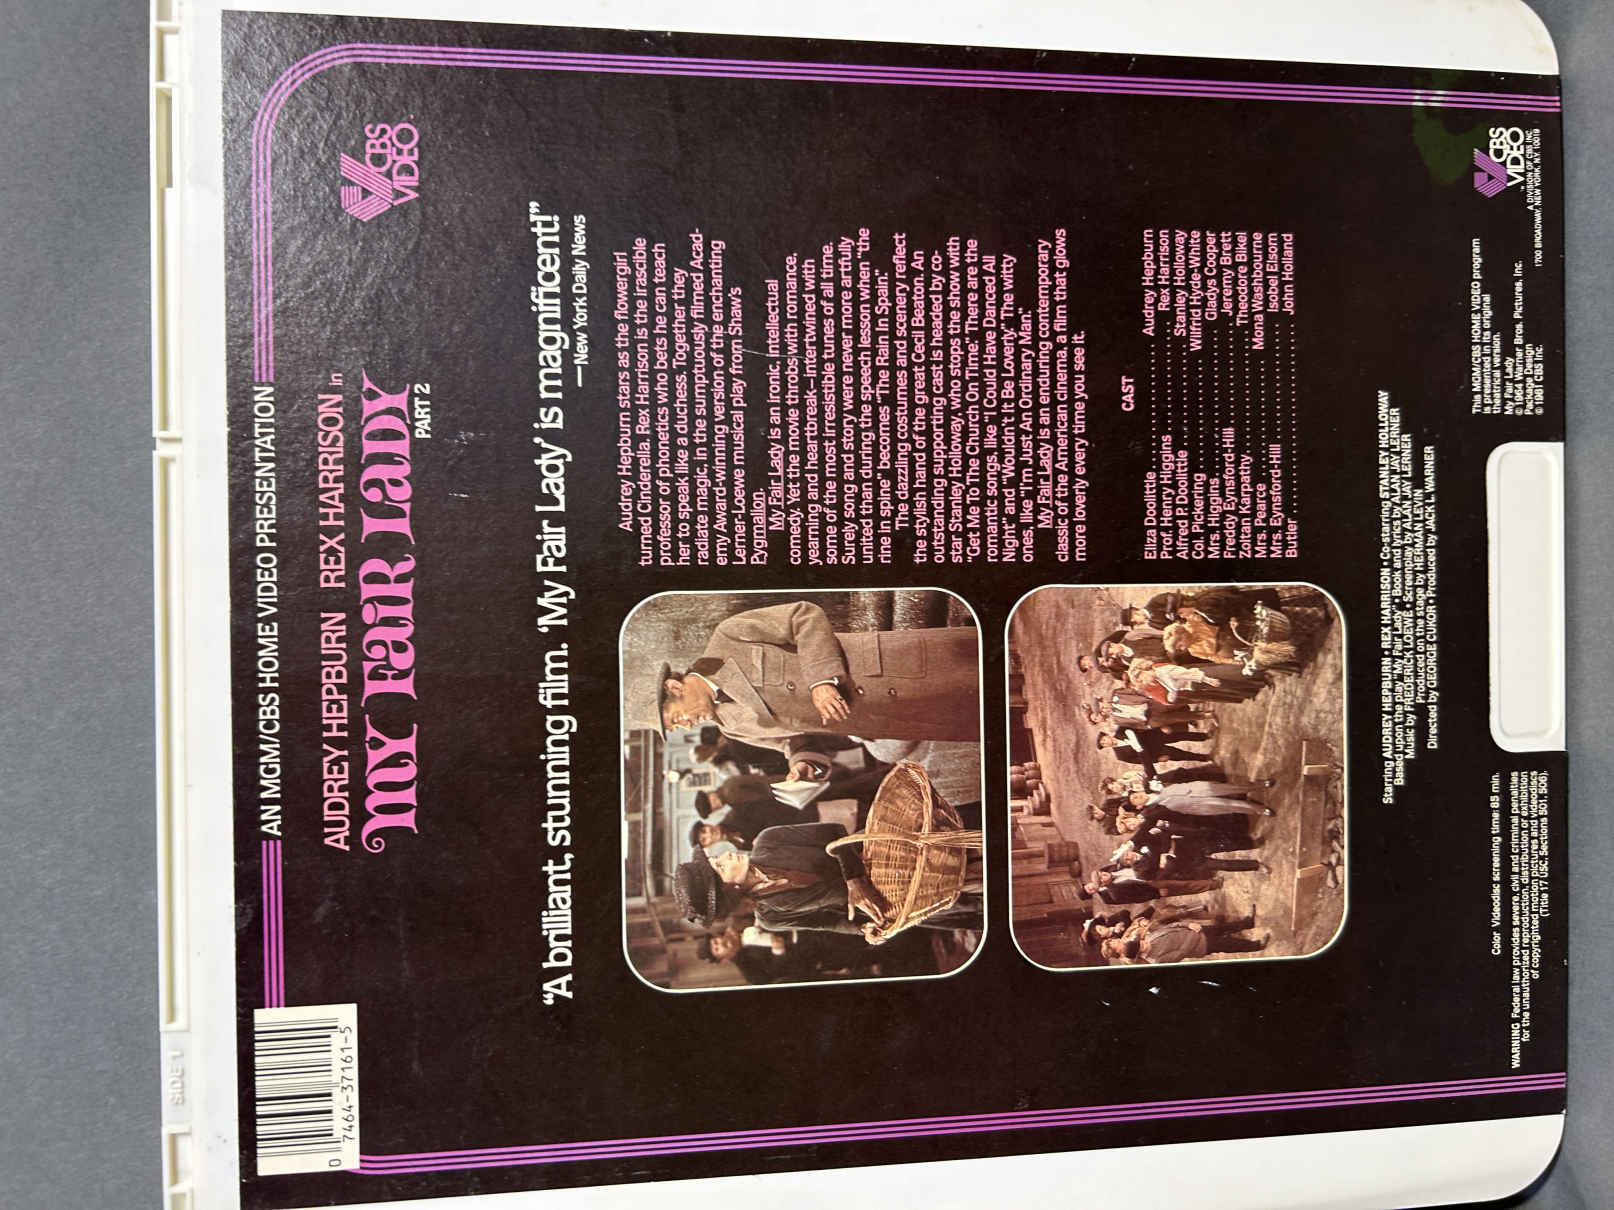 AN MGM/CBS HOME VIDEO PRESENTATION
AUDREY HEPBURN REX HARRISON in
MY FAIR LADY
PART 2
CBS
VIDEO
0 7464-37161-5
SIDE 1
“A brilliant, stunning film. ‘My Fair Lady’ is magnificent!”
—New York Daily News
Audrey Hepburn stars as the flowergirl
turned Cinderella. Rex Harrison is the irascible
professor of phonetics who bets he can teach
her to speak like a duchess. Together they
radiate magic, in the sumptuously filmed Acad-
emy Award-winning version of the enchanting
Lerner-Loewe musical play from Shaw's
Pygmalion.
My Fair Lady is an ironic, intellectual
comedy. Yet the movie throbs with romance,
yearning and heartbreak—intertwined with
some of the most irresistible tunes of all time.
Surely song and story were never more artfully
united than during the speech lesson when "the
rine in spine" becomes "The Rain In Spain."
The dazzling costumes and scenery reflect
the stylish hand of the great Cecil Beaton. An
outstanding supporting cast is headed by co-
star Stanley Holloway, who stops the show with
"Get Me To The Church On Time." There are the
romantic songs, like "I Could Have Danced All
Night" and "Wouldn't It Be Loverly." The witty
ones, like "I'm Just An Ordinary Man."
My Fair Lady is an enduring contemporary
classic of the American cinema, a film that glows
more loverly every time you see it.
CAST
Eliza Doolittle .......... Audrey Hepburn
Prof. Henry Higgins .......... Rex Harrison
Alfred P. Doolittle .......... Stanley Holloway
Col. Pickering .......... Wilfrid Hyde-White
Mrs. Higgins .......... Gladys Cooper
Freddy Eynsford-Hill .......... Jeremy Brett
Zoltan Karpathy .......... Theodore Bikel
Mrs. Pearce .......... Mona Washbourne
Mrs. Eynsford-Hill .......... Isobel Elsom
Butler .......... John Holland
Starring AUDREY HEPBURN • REX HARRISON • Co-starring STANLEY HOLLOWAY
Based upon the play "My Fair Lady" • Book and lyrics by ALAN JAY LERNER
Music by FREDERICK LOEWE • Screenplay by ALAN JAY LERNER
Produced on the stage by HERMAN LEVIN
Directed by GEORGE CUKOR • Produced by JACK L. WARNER
Color Videodisc screening time: 85 min.
WARNING Federal law provides severe, civil and criminal penalties
for the unauthorized reproduction, distribution or exhibition
of copyrighted motion pictures and videodiscs
(Title 17 USC, Sections 501, 506).
This MGM/CBS HOME VIDEO program
is presented in its original
theatrical version.
My Fair Lady
© 1964 Warner Bros. Pictures, Inc.
Package Design
© 1981 CBS Inc.
CBS
VIDEO™
A DIVISION OF CBS INC.
1700 BROADWAY, NEW YORK, N.Y. 10019